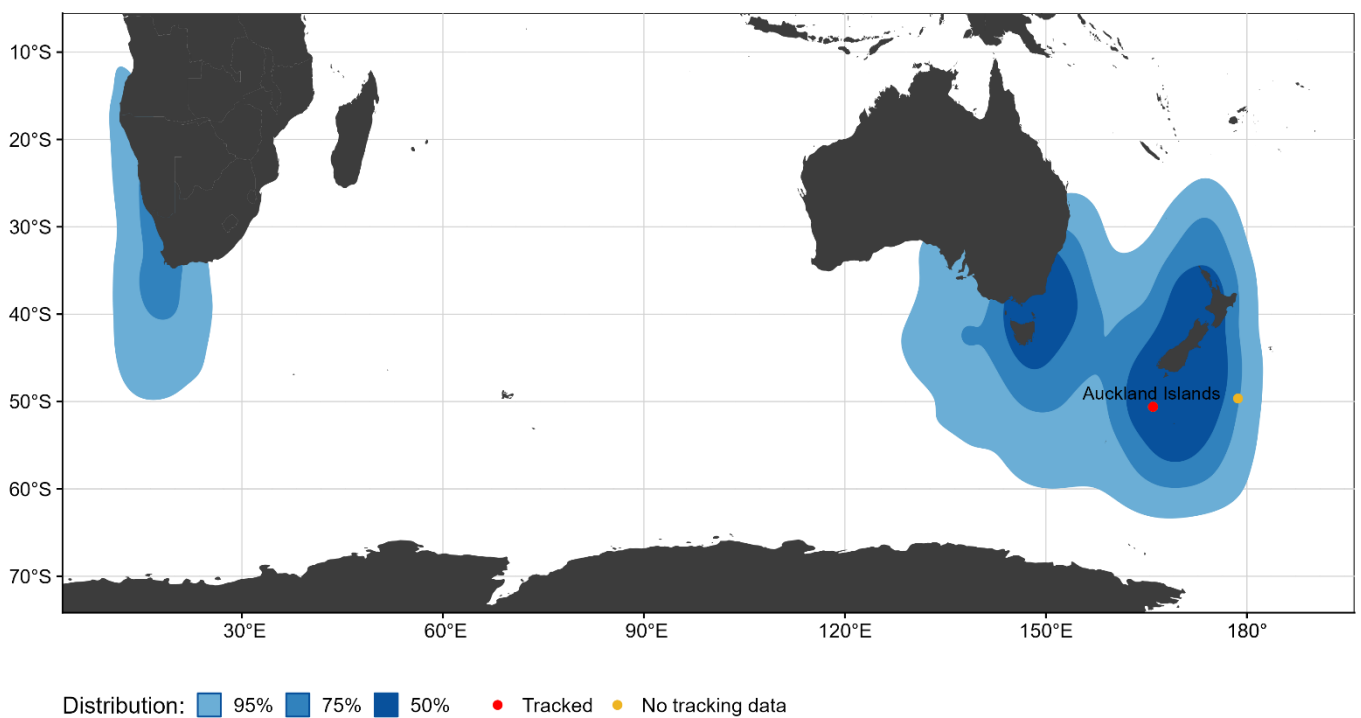 10°S
20°S
30°S
40°S
Auckland Islands
50°S
60°S
70°S
30°E 60°E 90°E 120°E 150°E 180°
Distribution: 95% 75% 50% Tracked No tracking data